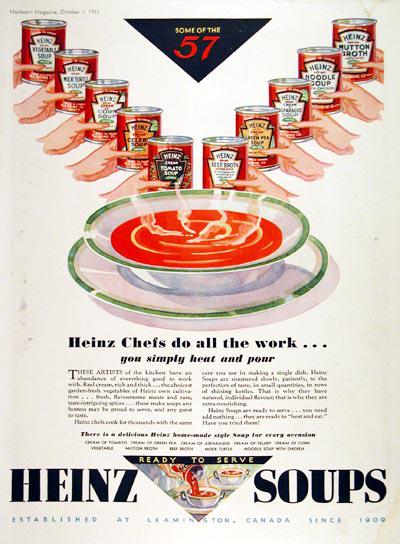 Maclean's Magazine, October 1, 1932
SOME OF THE
57
HEINZ
VEGETABLE
SOUP
HEINZ
MOCK TURTLE
SOUP
HEINZ
CREAM
CORN
SOUP
HEINZ
CREAM
CELERY
SOUP
HEINZ
CREAM
TOMATO
SOUP
HEINZ
BEEF BROTH
HEINZ
CREAM
GREEN PEA
SOUP
HEINZ
CREAM
ASPARAGUS
SOUP
HEINZ
NOODLE
SOUP
HEINZ
MUTTON
BROTH
Heinz Chefs do all the work...
you simply heat and pour
THESE ARTISTS of the kitchen have an
abundance of everything good to work
with. Real cream, rich and thick...the choicest
garden-fresh vegetables of Heinz own cultiva-
tion... fresh, flavoursome meats and rare,
taste-intriguing spices... these make soups any
hostess may be proud to serve, and any guest
to taste.
Heinz chefs cook for thousands with the same
care you use in making a single dish. Heinz
Soups are simmered slowly, patiently, to the
perfection of taste, in small quantities, in rows
of shining kettles. That is why they have
natural, individual flavour; that is why they are
extra-nourishing.
Heinz Soups are ready to serve... you need
add nothing...they are ready to "heat and eat."
Have you tried them?
There is a delicious Heinz home-made style Soup for every occasion
CREAM OF TOMATO CREAM OF GREEN PEA CREAM OF ASPARAGUS CREAM OF CELERY CREAM OF CORN
VEGETABLE MUTTON BROTH BEEF BROTH MOCK TURTLE NOODLE SOUP WITH CHICKEN
READY TO SERVE
HEINZ SOUPS
ESTABLISHED AT LEAMINGTON, CANADA SINCE 1909